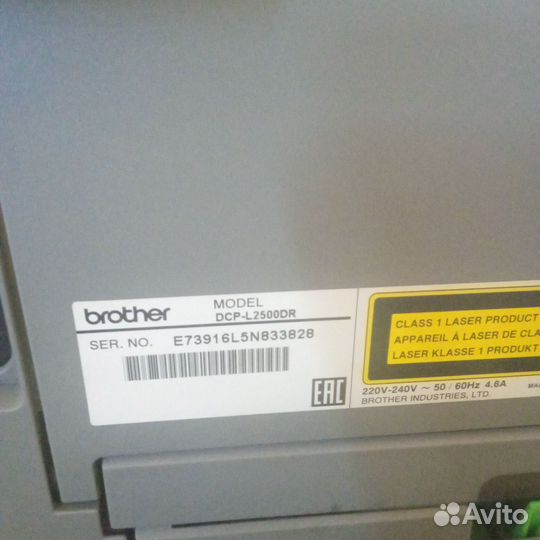 brother
MODEL
DCP-L2500DR
SER. NO. E73916L5N833828
EAC
CLASS 1 LASER PRODUCT
APPAREIL À LASER DE CLA
LASER KLASSE 1 PRODUKT
220V-240V ~ 50 / 60Hz 4.6A
BROTHER INDUSTRIES, LTD.
Avito